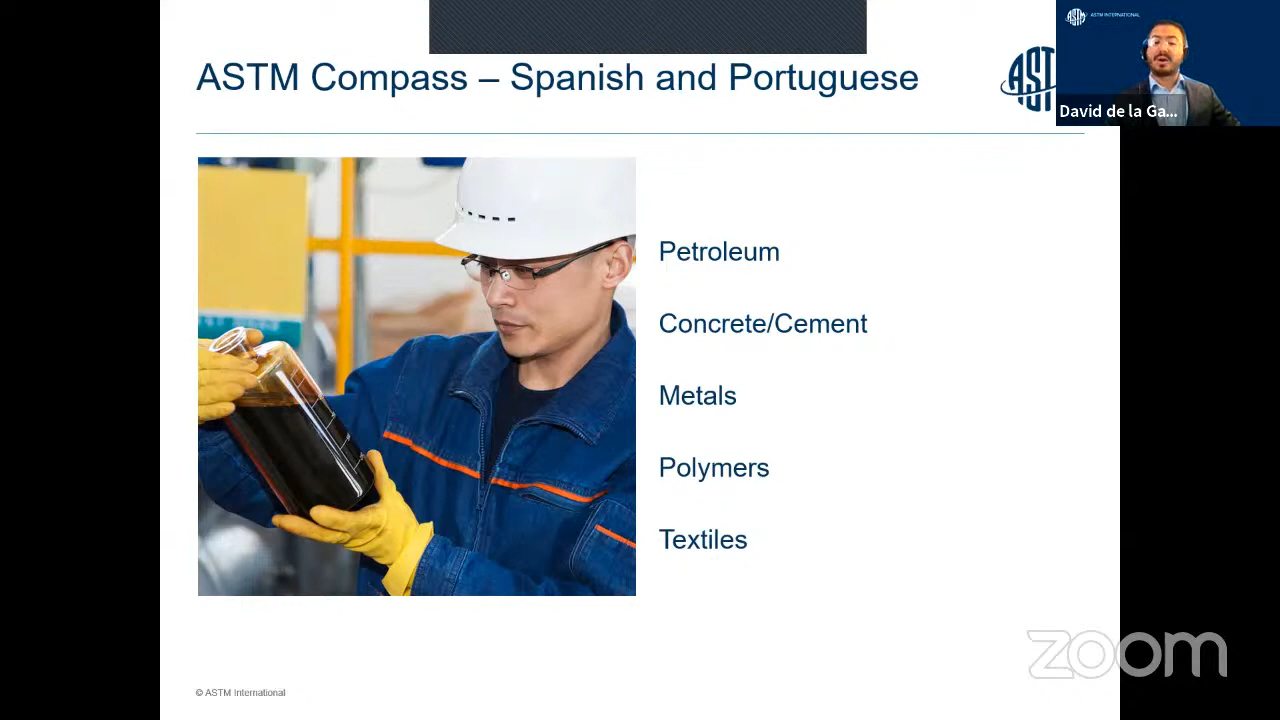 ASTM Compass – Spanish and Portuguese
ASTM INTERNATIONAL
David de la Ga...
Petroleum
Concrete/Cement
Metals
Polymers
Textiles
zoom
© ASTM International